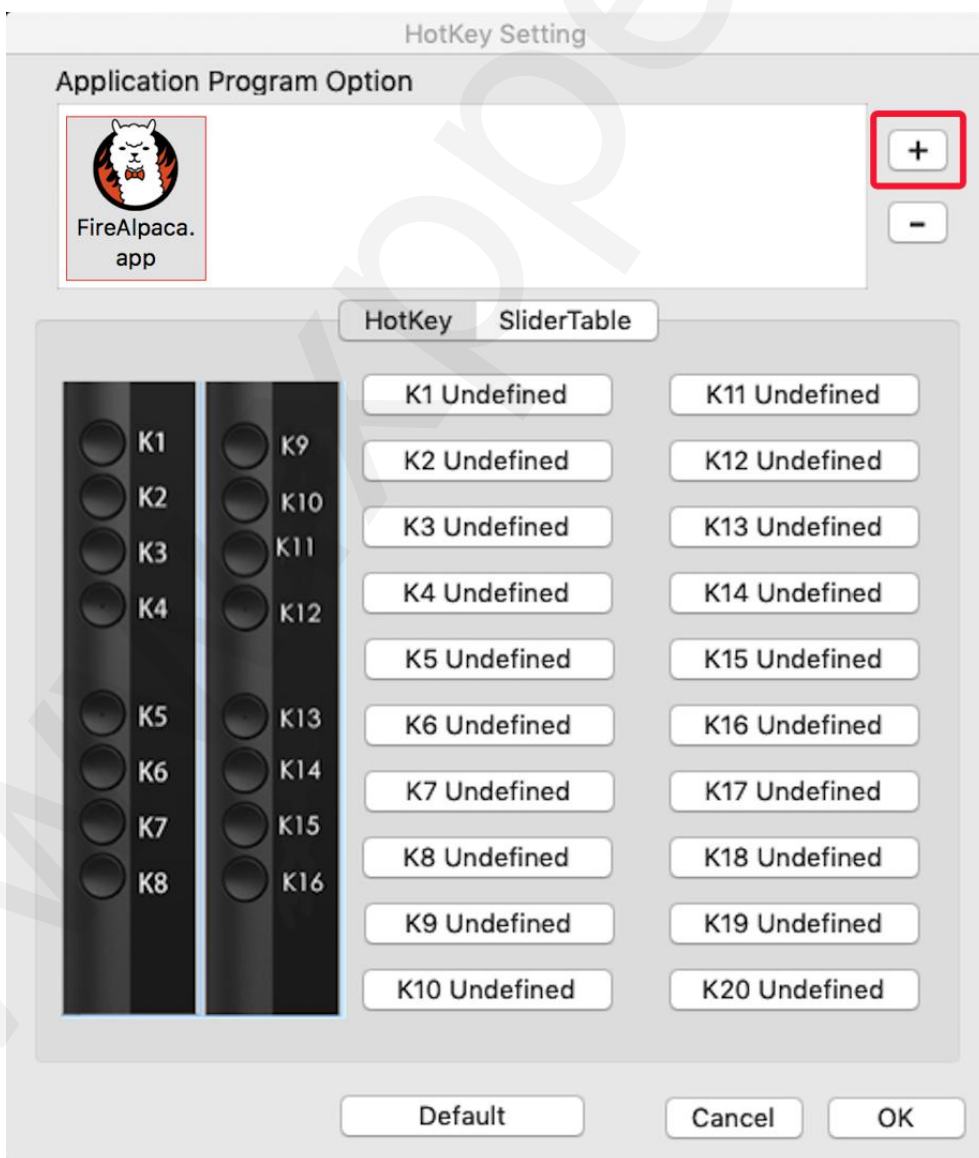 HotKey Setting
Application Program Option
+
FireAlpaca.
app
-
HotKey SliderTable
K1 Undefined K11 Undefined
K2 Undefined K12 Undefined
K3 Undefined K13 Undefined
K4 Undefined K14 Undefined
K5 Undefined K15 Undefined
K6 Undefined K16 Undefined
K7 Undefined K17 Undefined
K8 Undefined K18 Undefined
K9 Undefined K19 Undefined
K10 Undefined K20 Undefined
K1 K9
K2 K10
K3 K11
K4 K12
K5 K13
K6 K14
K7 K15
K8 K16
Default Cancel OK